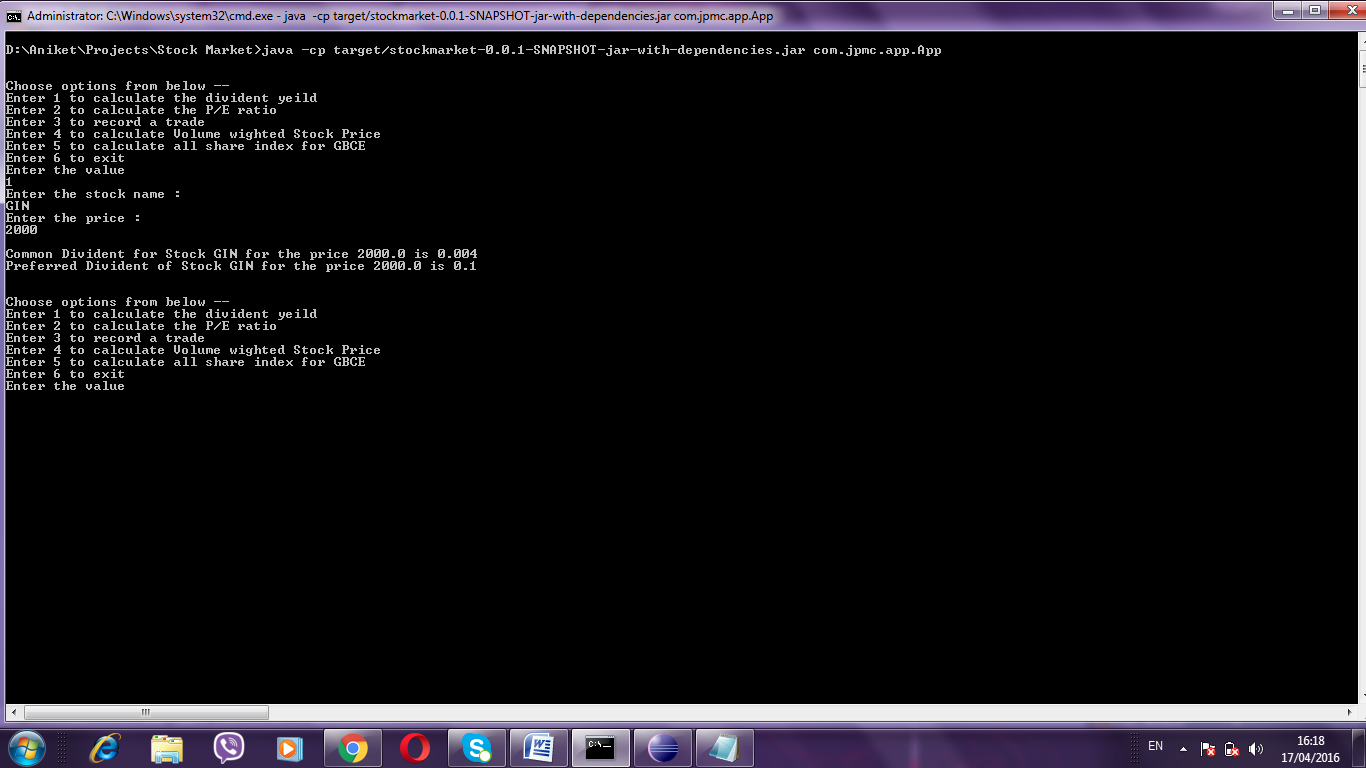 Administrator: C:\Windows\system32\cmd.exe - java  -cp target/stockmarket-0.0.1-SNAPSHOT-jar-with-dependencies.jar com.jpmc.app.App
D:\Aniket\Projects\Stock Market>java -cp target/stockmarket-0.0.1-SNAPSHOT-jar-with-dependencies.jar com.jpmc.app.App
Choose options from below --
Enter 1 to calculate the divident yeild
Enter 2 to calculate the P/E ratio
Enter 3 to record a trade
Enter 4 to calculate Volume wighted Stock Price
Enter 5 to calculate all share index for GBCE
Enter 6 to exit
Enter the value
1
Enter the stock name :
GIN
Enter the price :
2000
Common Divident for Stock GIN for the price 2000.0 is 0.004
Preferred Divident of Stock GIN for the price 2000.0 is 0.1
Choose options from below --
Enter 1 to calculate the divident yeild
Enter 2 to calculate the P/E ratio
Enter 3 to record a trade
Enter 4 to calculate Volume wighted Stock Price
Enter 5 to calculate all share index for GBCE
Enter 6 to exit
Enter the value
EN
16:18
17/04/2016